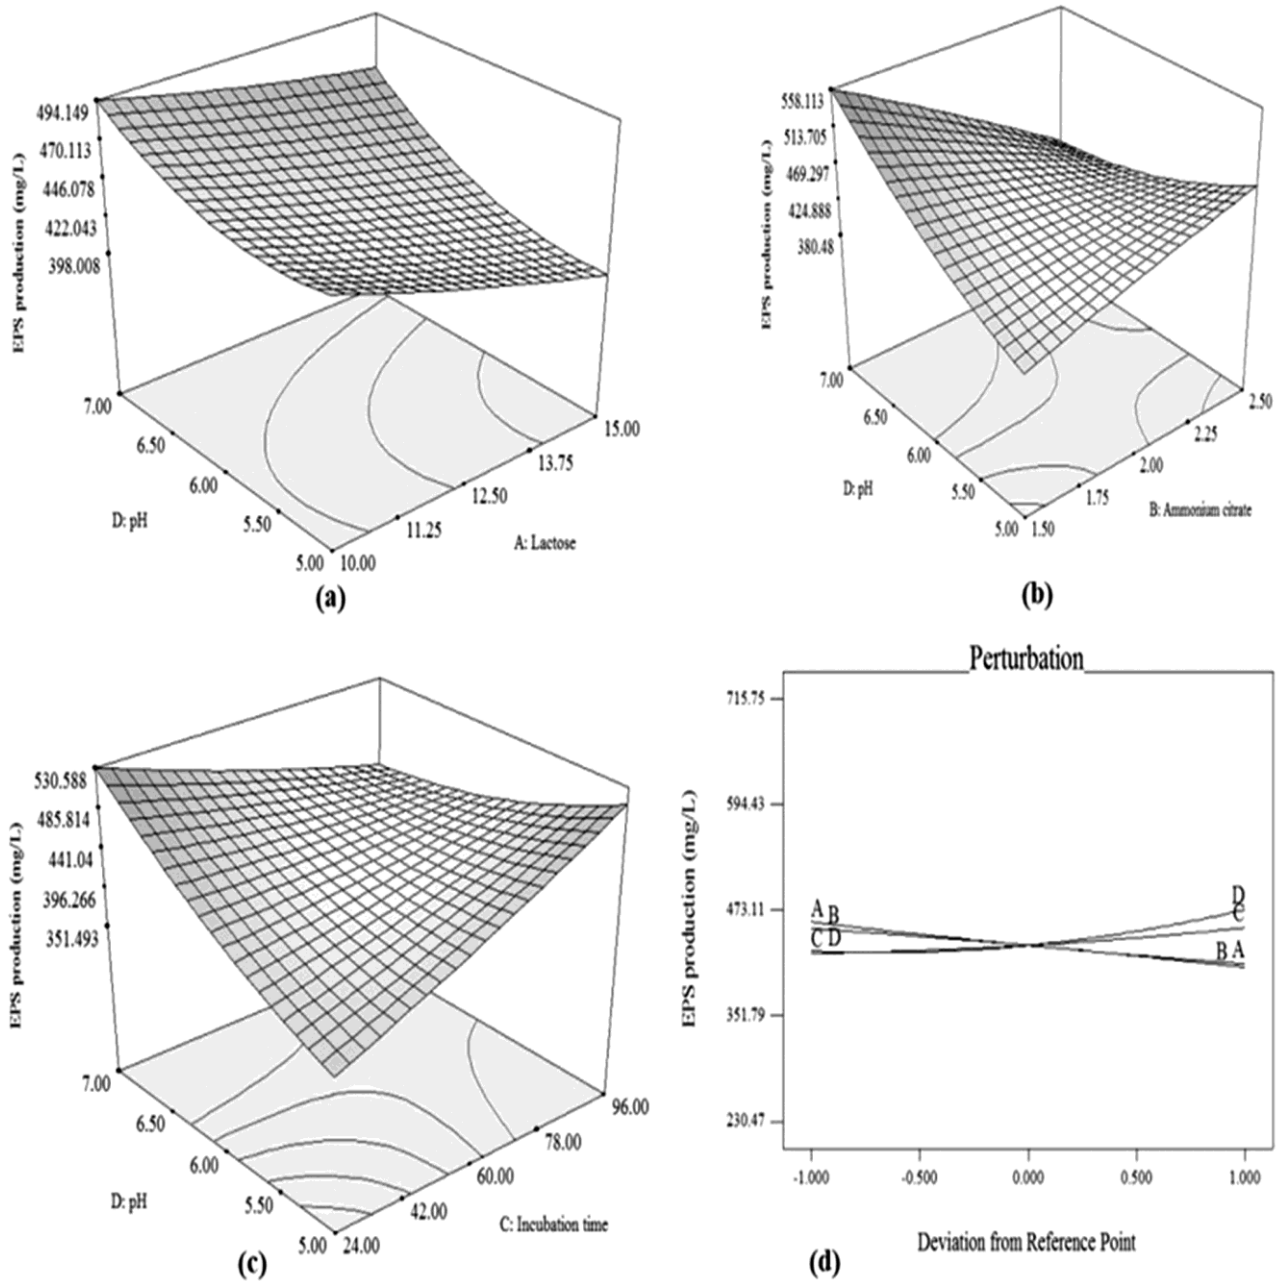 494.149
470.113
446.078
422.043
398.008
EPS production (mg/L)
7.00
6.50
6.00
5.50
5.00
D: pH
10.00
11.25
12.50
13.75
15.00
A: Lactose
(a)
558.113
513.705
469.297
424.888
380.48
EPS production (mg/L)
7.00
6.50
6.00
5.50
5.00
D: pH
1.50
1.75
2.00
2.25
2.50
B: Ammonium citrate
(b)
530.588
485.814
441.04
396.266
351.493
EPS production (mg/L)
7.00
6.50
6.00
5.50
5.00
D: pH
24.00
42.00
60.00
78.00
96.00
C: Incubation time
(c)
Perturbation
715.75
594.43
473.11
351.79
230.47
EPS production (mg/L)
A B
C D
D
C
B A
-1.000 -0.500 0.000 0.500 1.000
Deviation from Reference Point
(d)